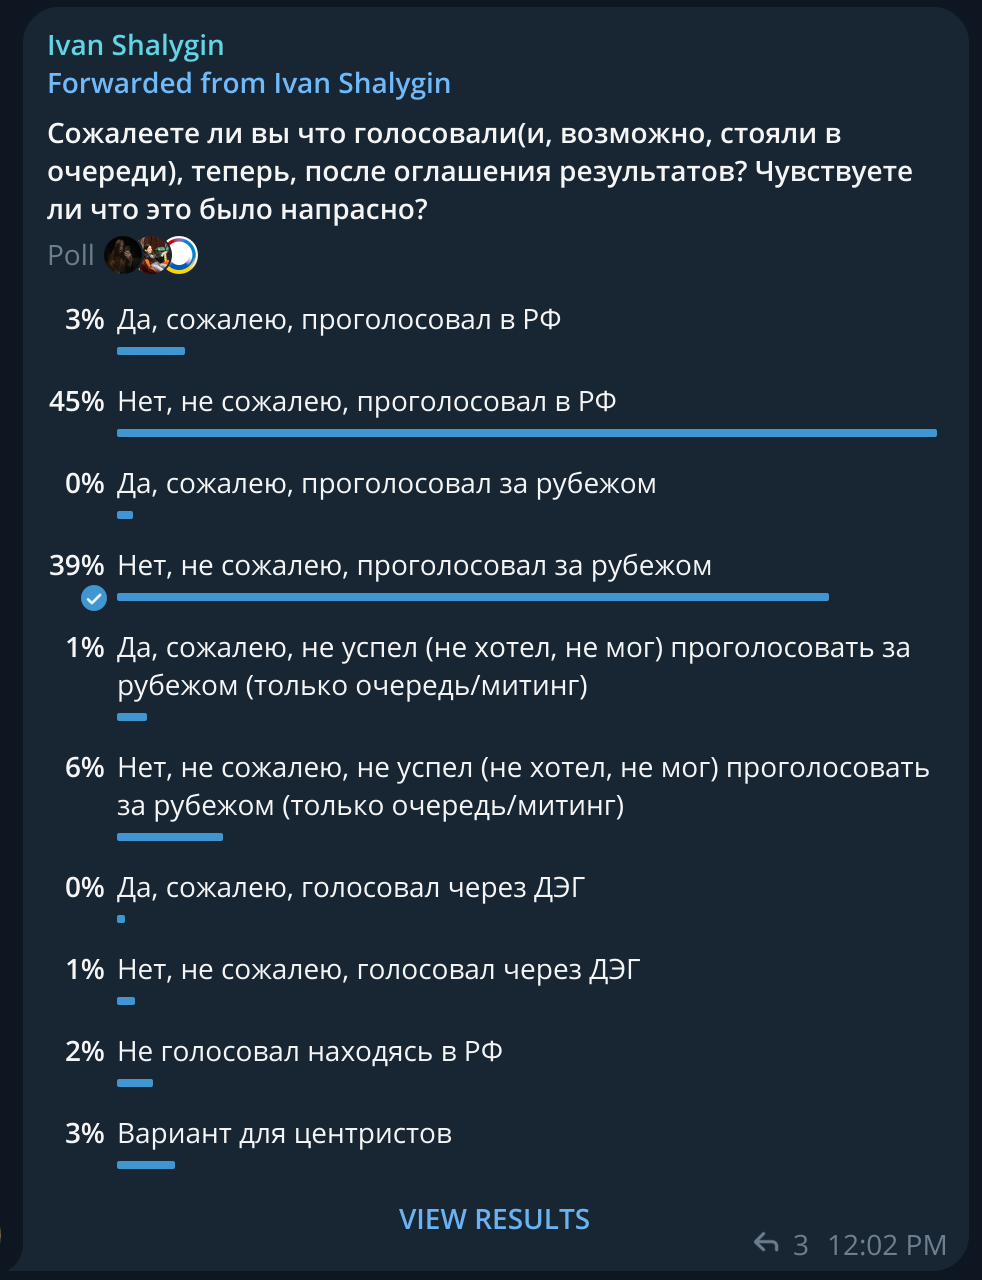 Ivan Shalygin
Forwarded from Ivan Shalygin
Сожалеете ли вы что голосовали(и, возможно, стояли в
очереди), теперь, после оглашения результатов? Чувствуете
ли что это было напрасно?
Poll
3% Да, сожалею, проголосовал в РФ
45% Нет, не сожалею, проголосовал в РФ
0% Да, сожалею, проголосовал за рубежом
39% Нет, не сожалею, проголосовал за рубежом
1% Да, сожалею, не успел (не хотел, не мог) проголосовать за
рубежом (только очередь/митинг)
6% Нет, не сожалею, не успел (не хотел, не мог) проголосовать
за рубежом (только очередь/митинг)
0% Да, сожалею, голосовал через ДЭГ
1% Нет, не сожалею, голосовал через ДЭГ
2% Не голосовал находясь в РФ
3% Вариант для центристов
VIEW RESULTS
3 12:02 PM